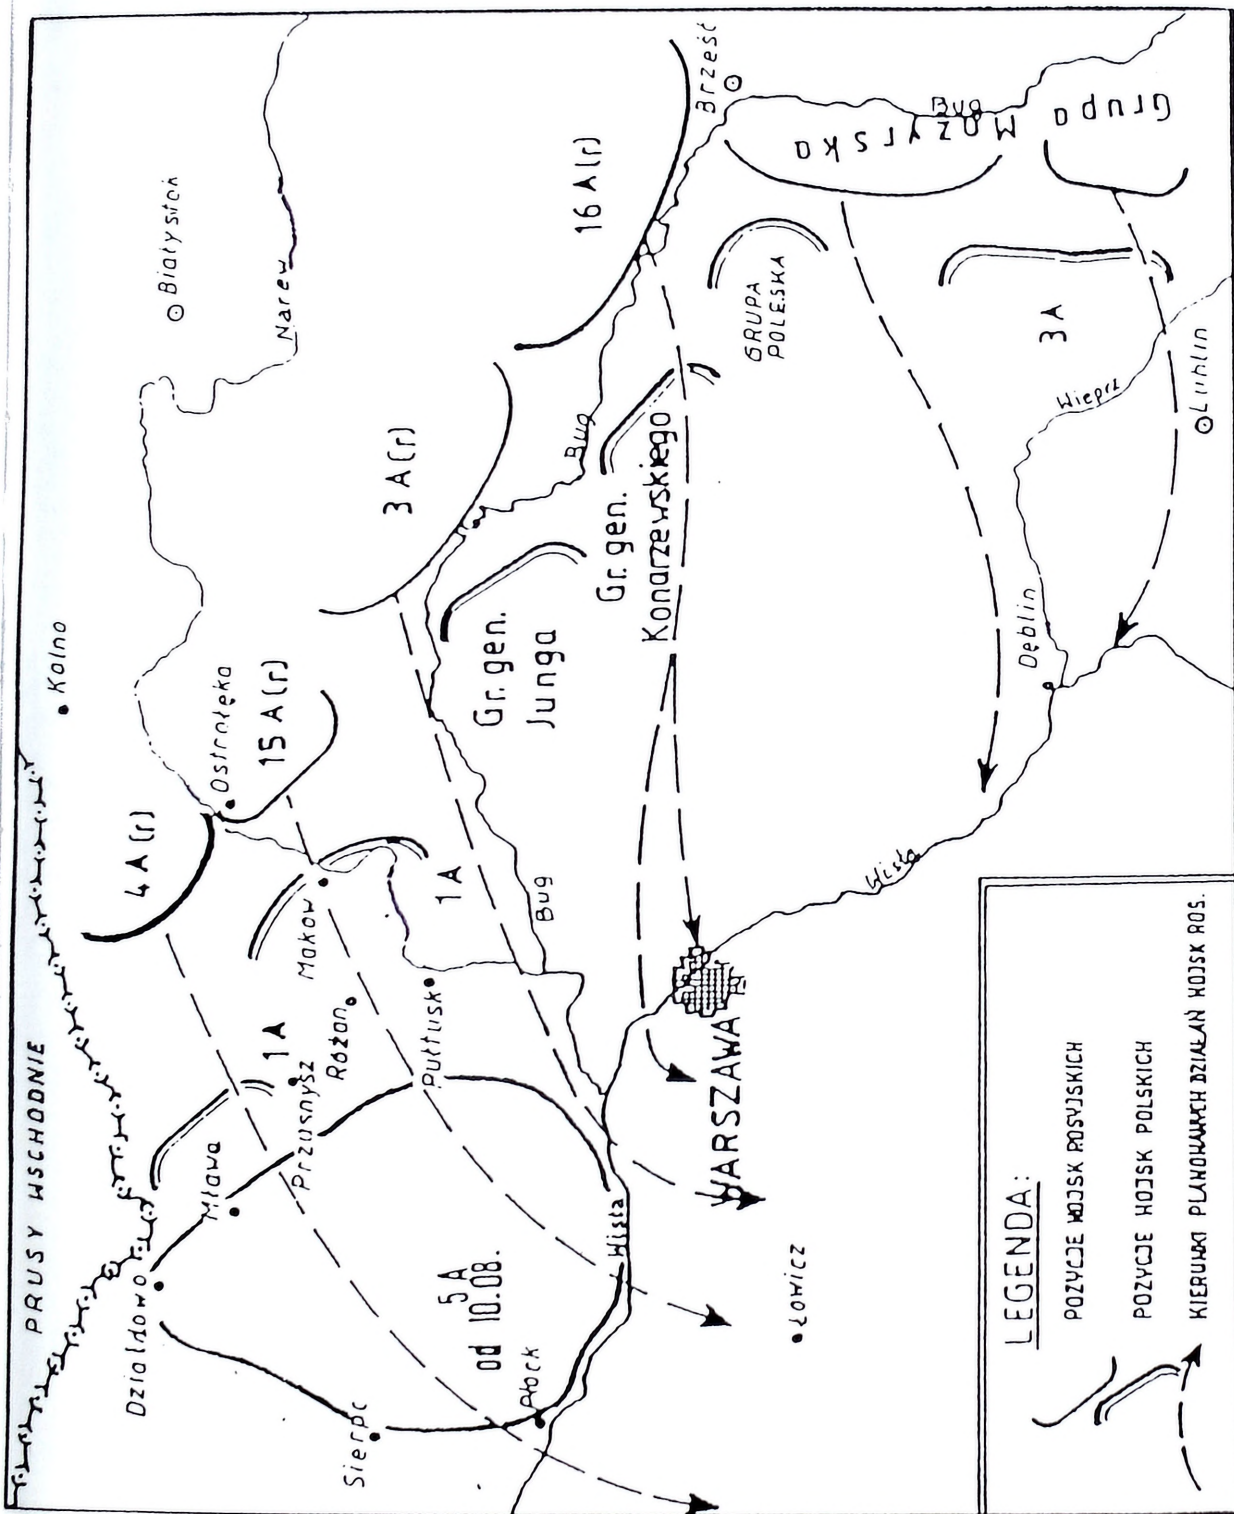 PRUSY WSCHODNIE
Kolno
Białystok
Narew
Działdowo
4 A (r)
Ostrołęka
15 A (r)
3 A (r)
16 A (r)
Brześć
Mława
1 A
Przasnysz
Maków
Różan
Pułtusk
1 A
Sierpc
Płock
5 A
od 10.08.
Wisła
Bug
Bug
Bug
Gr. gen.
Junga
Gr. gen.
Konarzewskiego
GRUPA
POLESKA
Grupa
Mozyrska
WARSZAWA
Łowicz
Wisła
Dęblin
3 A
Wieprz
Lublin
LEGENDA:
POZYCJE WOJSK ROSYJSKICH
POZYCJE WOJSK POLSKICH
KIERUNKI PLANOWANYCH DZIAŁAŃ WOJSK ROS.